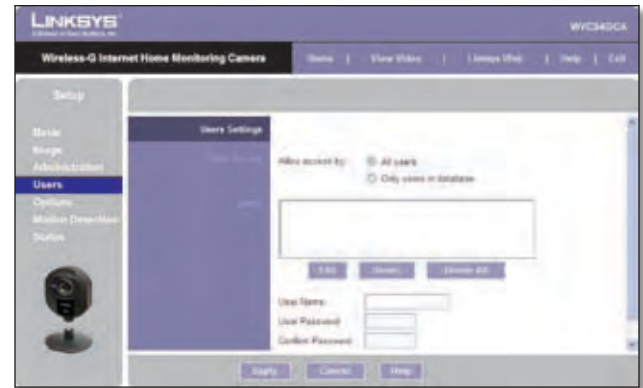 LINKSYS
WVC54GCA
Wireless-G Internet Home Monitoring Camera
Home | View Video | Linksys Web | Help | Exit
Setup
Basic
Image
Administration
Users
Options
Motion Detection
Status
Users Settings
Allow access by: All users
Only users in database
Delete All
User Name:
User Password:
Confirm Password:
Apply Cancel Help